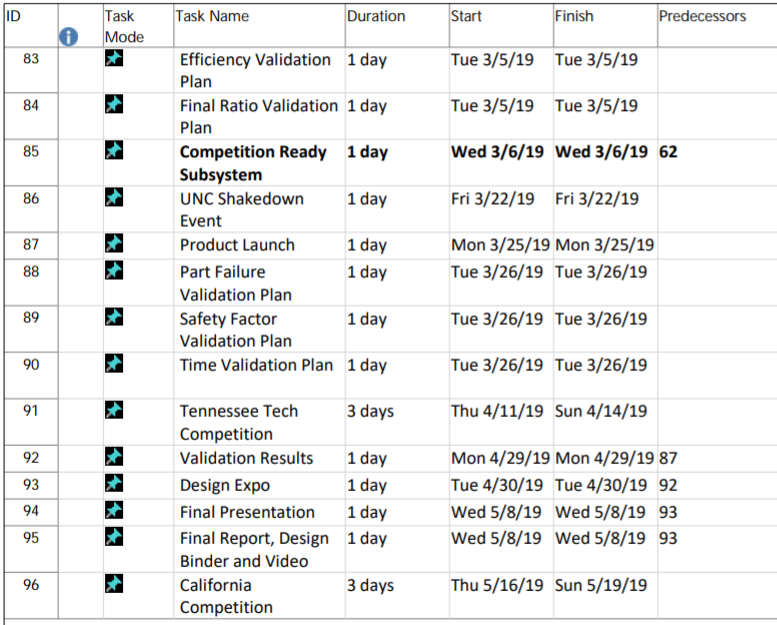 ID Task Mode Task Name Duration Start Finish Predecessors
83 Efficiency Validation Plan 1 day Tue 3/5/19 Tue 3/5/19
84 Final Ratio Validation Plan 1 day Tue 3/5/19 Tue 3/5/19
85 Competition Ready Subsystem 1 day Wed 3/6/19 Wed 3/6/19 62
86 UNC Shakedown Event 1 day Fri 3/22/19 Fri 3/22/19
87 Product Launch 1 day Mon 3/25/19 Mon 3/25/19
88 Part Failure Validation Plan 1 day Tue 3/26/19 Tue 3/26/19
89 Safety Factor Validation Plan 1 day Tue 3/26/19 Tue 3/26/19
90 Time Validation Plan 1 day Tue 3/26/19 Tue 3/26/19
91 Tennessee Tech Competition 3 days Thu 4/11/19 Sun 4/14/19
92 Validation Results 1 day Mon 4/29/19 Mon 4/29/19 87
93 Design Expo 1 day Tue 4/30/19 Tue 4/30/19 92
94 Final Presentation 1 day Wed 5/8/19 Wed 5/8/19 93
95 Final Report, Design Binder and Video 1 day Wed 5/8/19 Wed 5/8/19 93
96 California Competition 3 days Thu 5/16/19 Sun 5/19/19